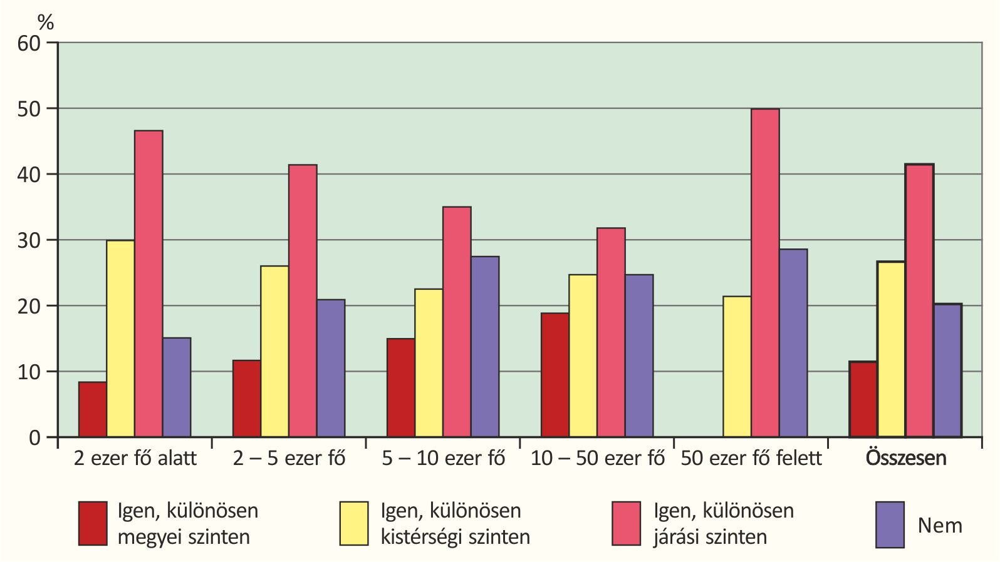 %
60
50
40
30
20
10
0
2 ezer fő alatt
2 – 5 ezer fő
5 – 10 ezer fő
10 – 50 ezer fő
50 ezer fő felett
Összesen
Igen, különösen
megyei szinten
Igen, különösen
kistérségi szinten
Igen, különösen
járási szinten
Nem